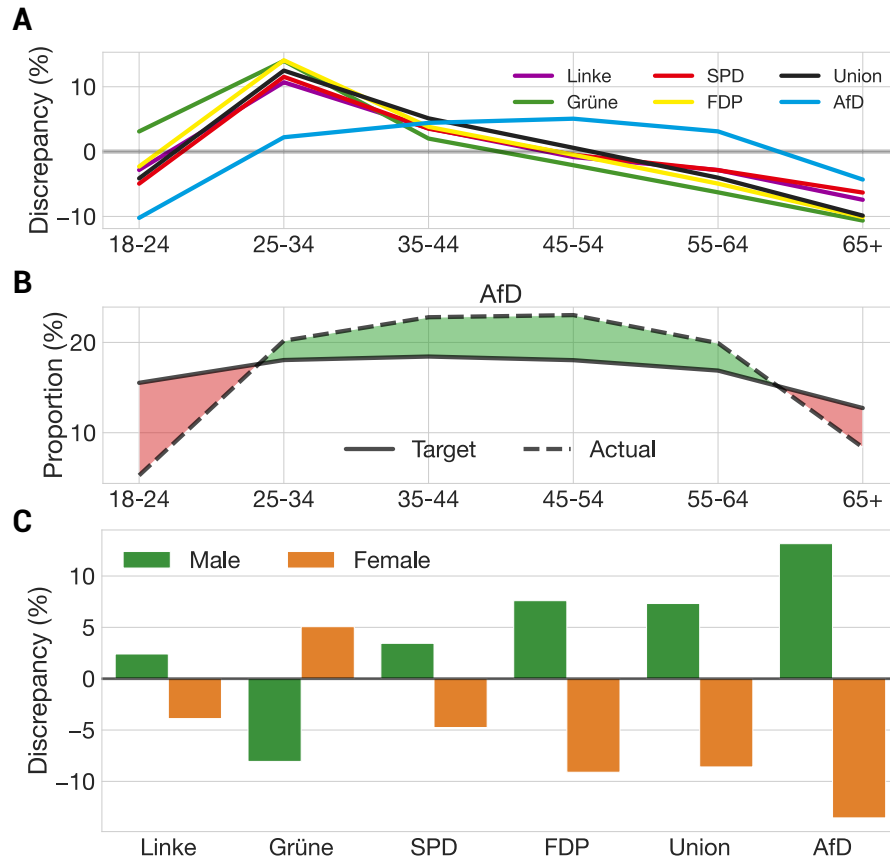 A
Discrepancy (%)
10
0
−10
Linke SPD Union
Grüne FDP AfD
18-24 25-34 35-44 45-54 55-64 65+
B
AfD
Proportion (%)
20
10
Target Actual
18-24 25-34 35-44 45-54 55-64 65+
C
Discrepancy (%)
Male Female
10
5
0
−5
−10
Linke Grüne SPD FDP Union AfD